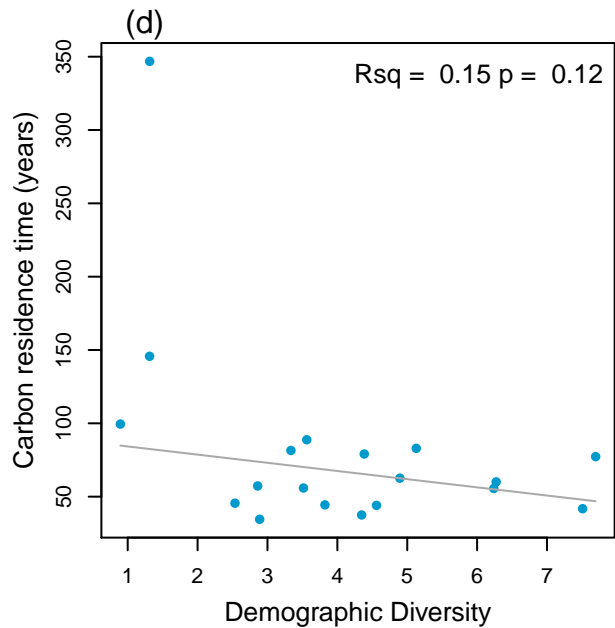 (d)
Rsq =  0.15 p =  0.12
Carbon residence time (years)
350
300
250
200
150
100
50
1 2 3 4 5 6 7
Demographic Diversity